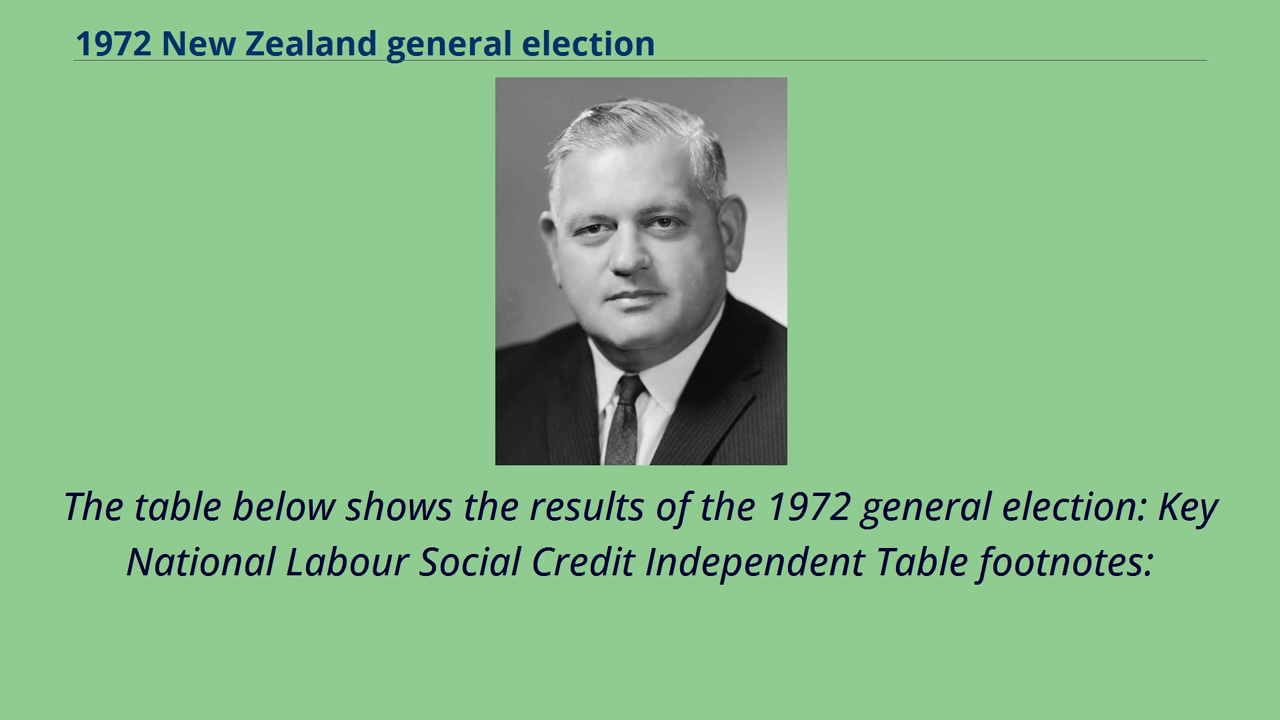 1972 New Zealand general election
The table below shows the results of the 1972 general election: Key
National Labour Social Credit Independent Table footnotes: